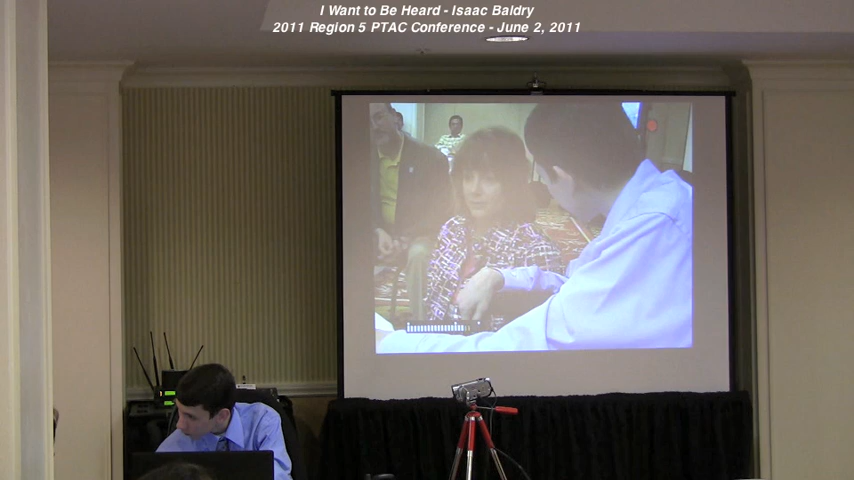 I Want to Be Heard - Isaac Baldry
2011 Region 5 PTAC Conference - June 2, 2011